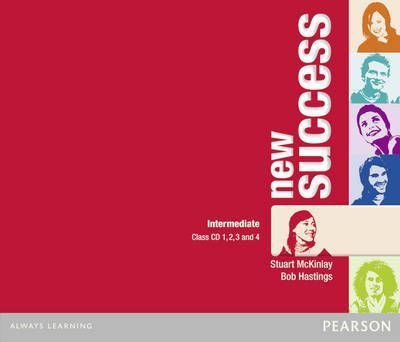 new
success
Intermediate
Class CD 1,2,3 and 4
Stuart McKinlay
Bob Hastings
ALWAYS LEARNING
PEARSON